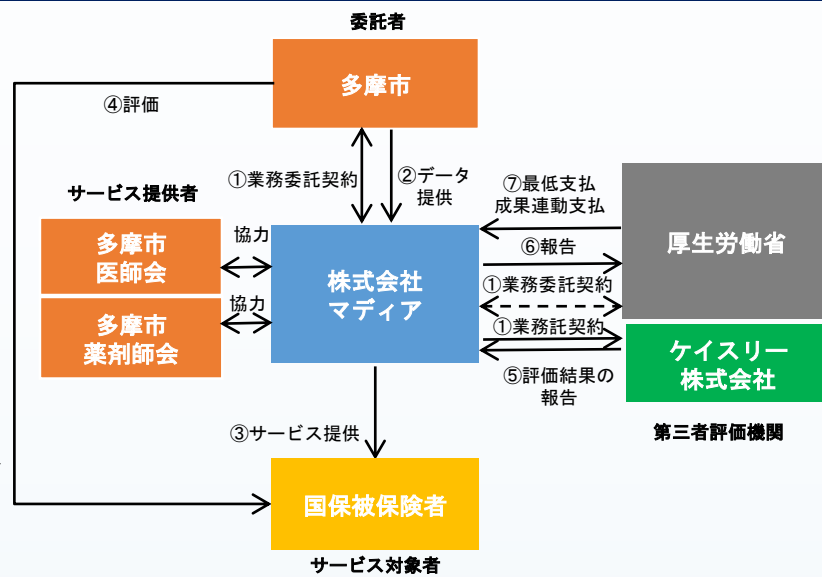 委託者
多摩市
④評価
①業務委託契約
②データ
提供
サービス提供者
多摩市
医師会
協力
多摩市
薬剤師会
協力
株式会社
マディア
⑦最低支払
成果連動支払
⑥報告
①業務委託契約
①業務託契約
⑤評価結果の
報告
厚生労働省
ケイスリー
株式会社
第三者評価機関
③サービス提供
国保被保険者
サービス対象者